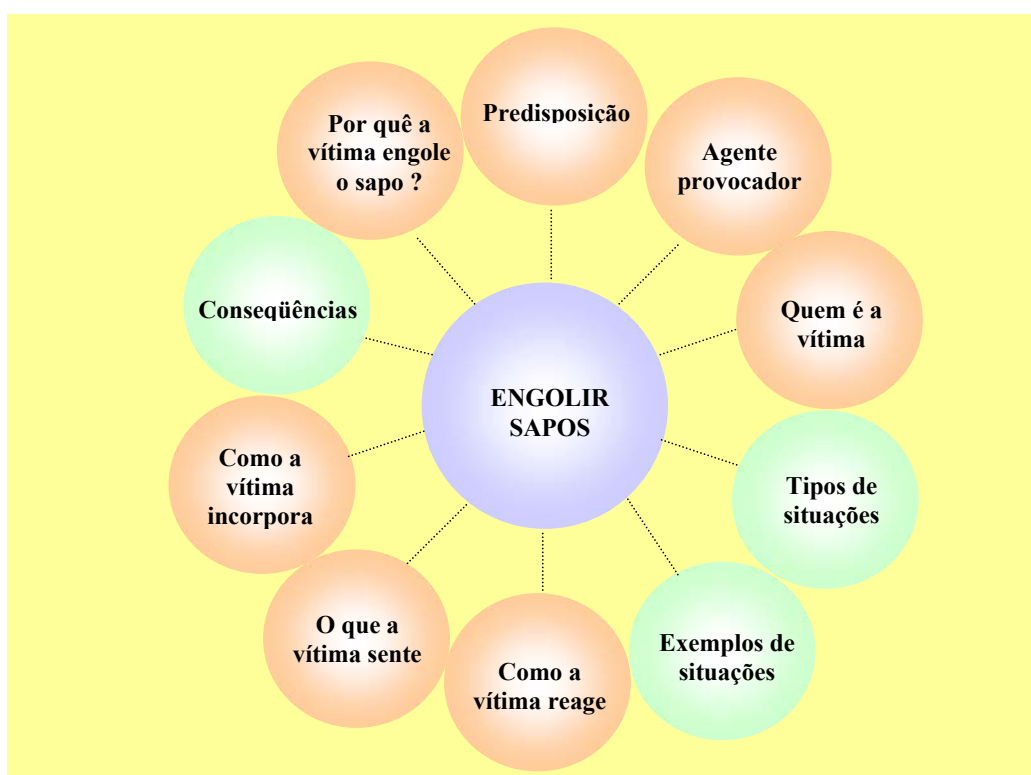 Predisposição
Por quê a
vítima engole
o sapo ?
Agente
provocador
Quem é a
vítima
Conseqüências
ENGOLIR
SAPOS
Como a
vítima
incorpora
Tipos de
situações
O que a
vítima sente
Exemplos de
situações
Como a
vítima reage